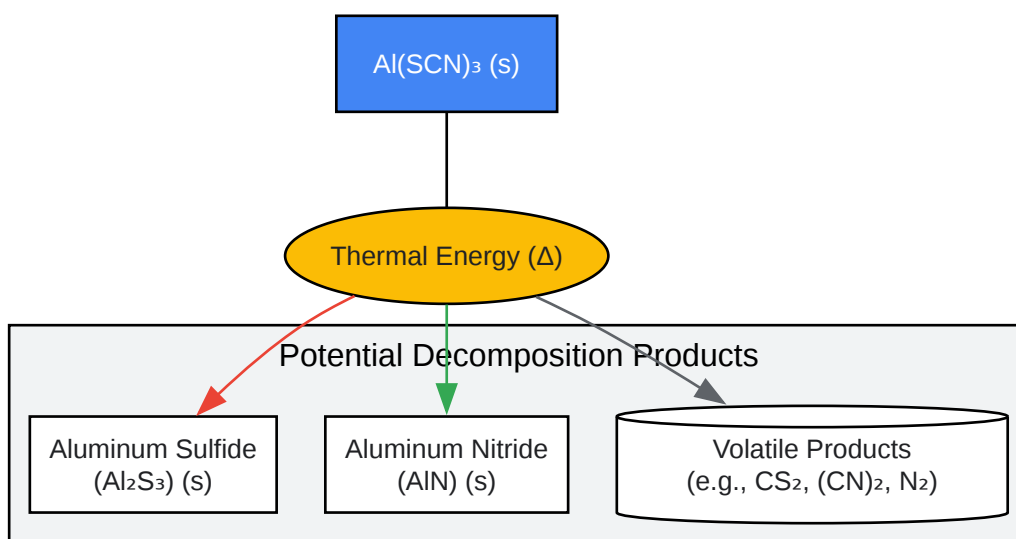 Al(SCN)₃ (s)
Thermal Energy (Δ)
Potential Decomposition Products
Aluminum Sulfide
(Al₂S₃) (s)
Aluminum Nitride
(AlN) (s)
Volatile Products
(e.g., CS₂, (CN)₂, N₂)